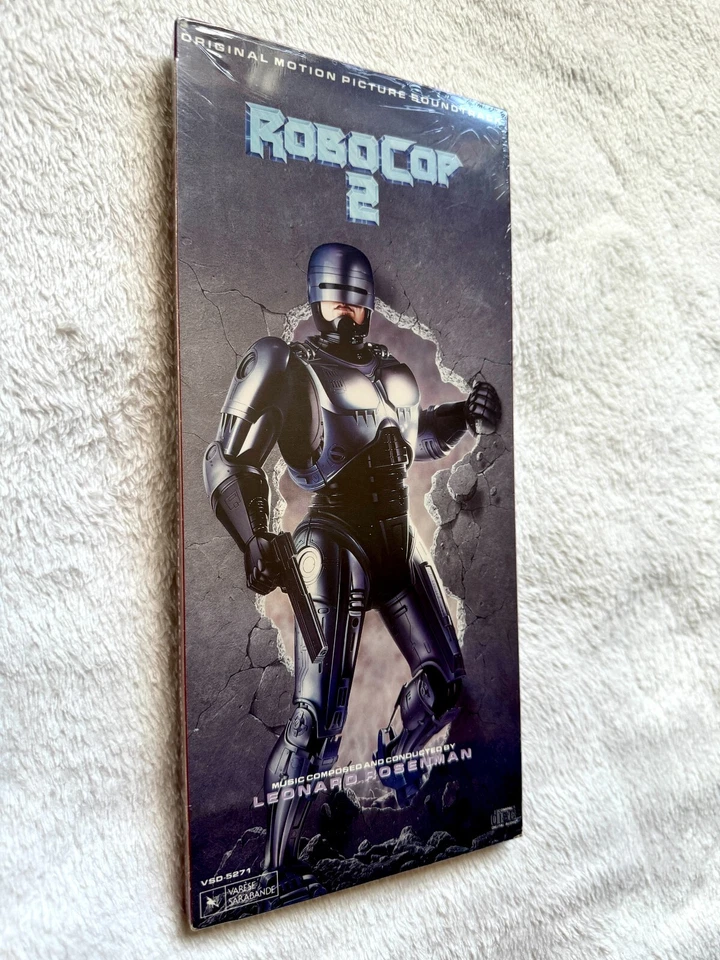 ORIGINAL MOTION PICTURE SOUNDTRACK
ROBOCOP
2
MUSIC COMPOSED AND CONDUCTED BY
LEONARD ROSENMAN
VSD-5271
VARÈSE
SARABANDE